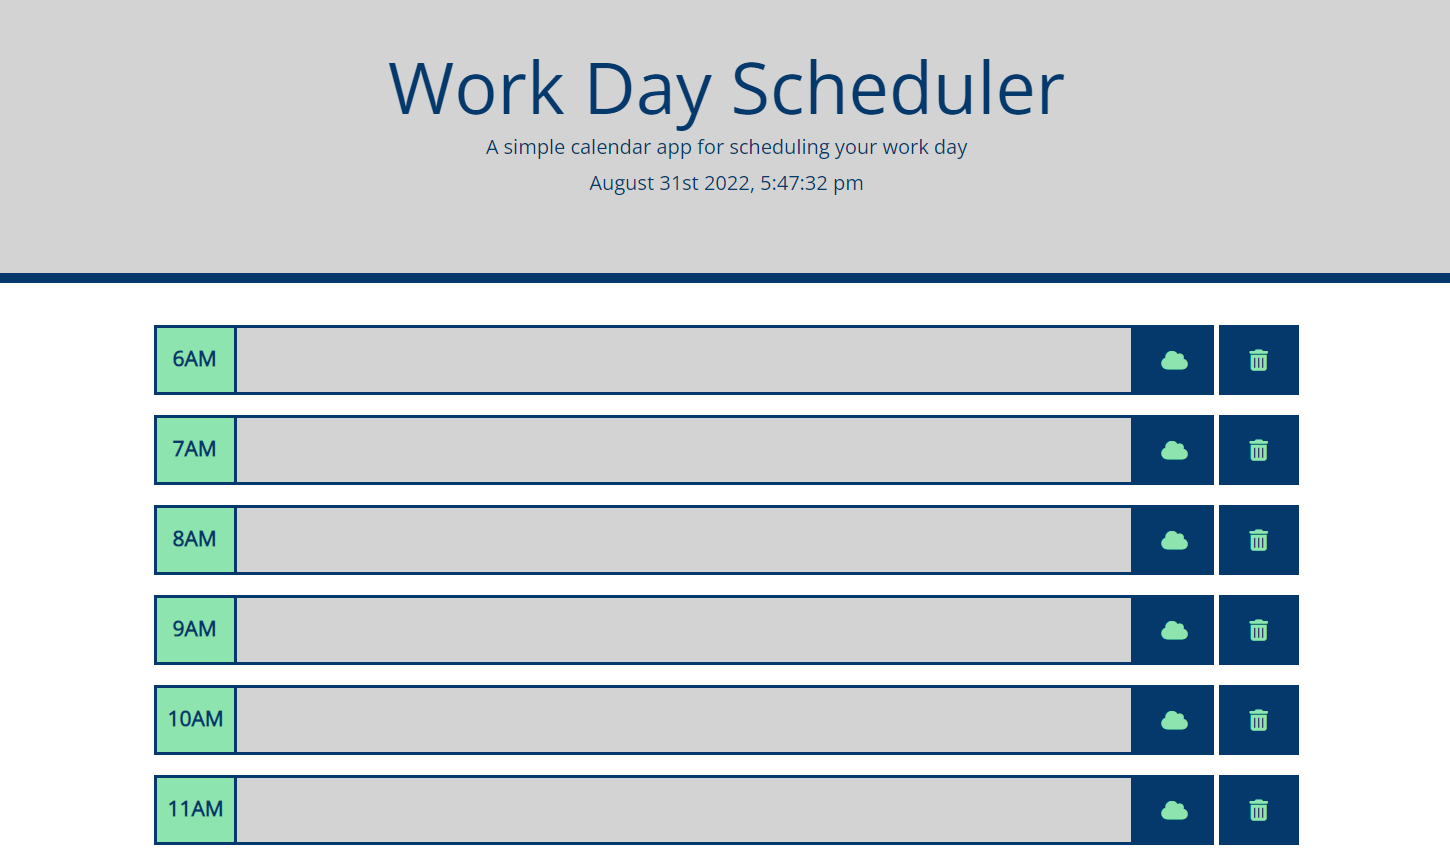 Work Day Scheduler
A simple calendar app for scheduling your work day
August 31st 2022, 5:47:32 pm
6AM
7AM
8AM
9AM
10AM
11AM